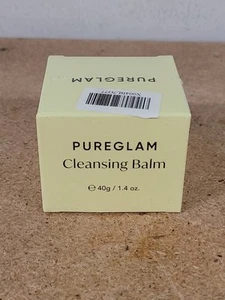 PUREGLAM
PUREGLAM
Cleansing Balm
℮ 40g / 1.4 oz.